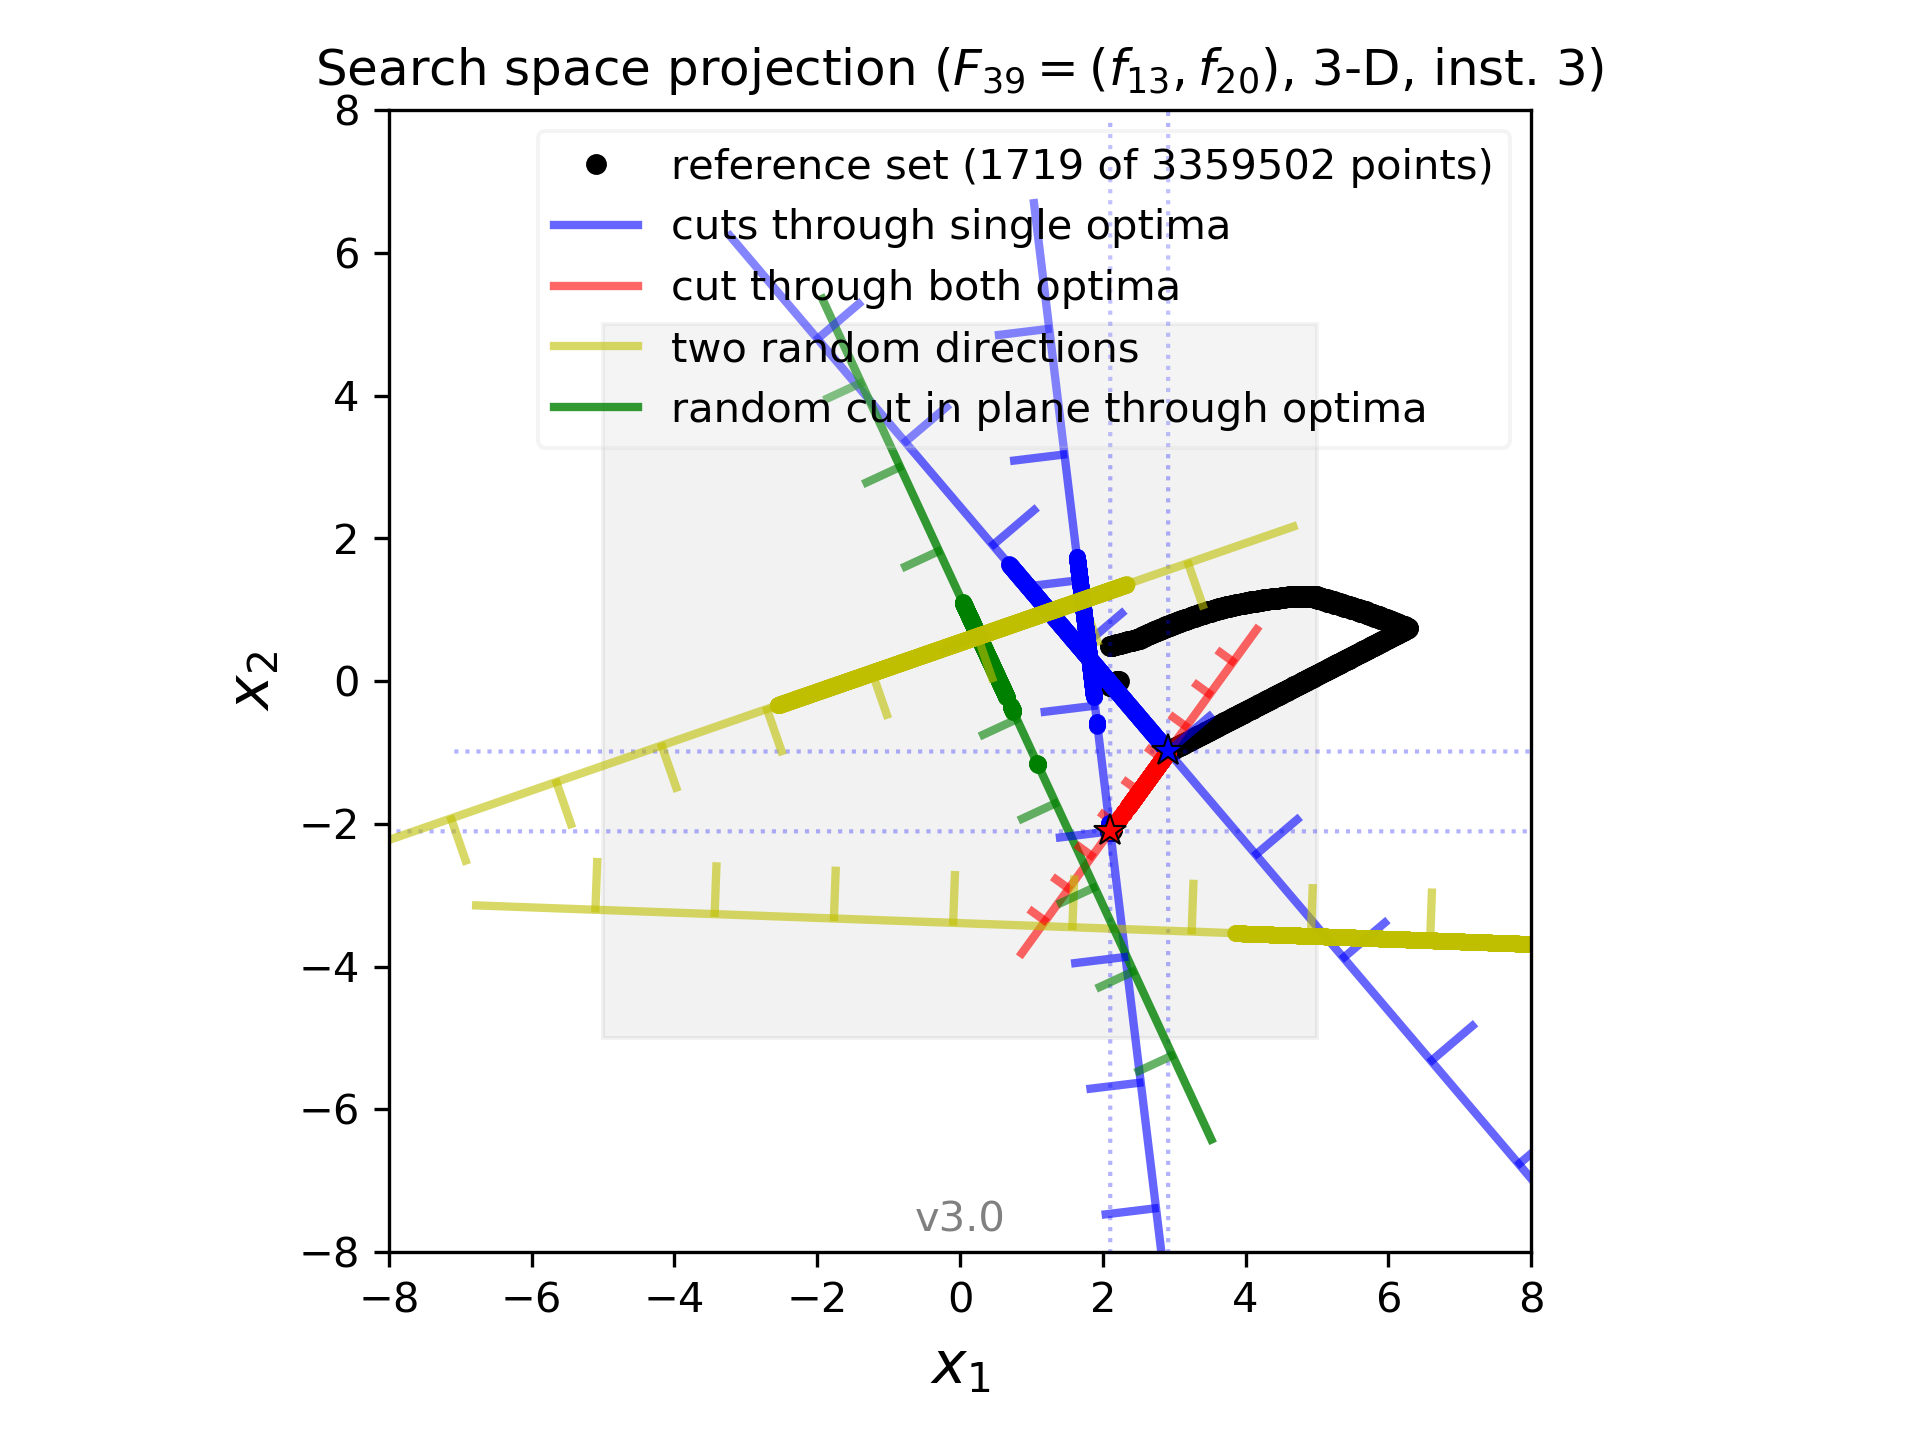 Search space projection (F39 = (f13, f20), 3-D, inst. 3)
reference set (1719 of 3359502 points)
cuts through single optima
cut through both optima
two random directions
random cut in plane through optima
8
6
4
2
0
−2
−4
−6
−8
x2
v3.0
−8 −6 −4 −2 0 2 4 6 8
x1